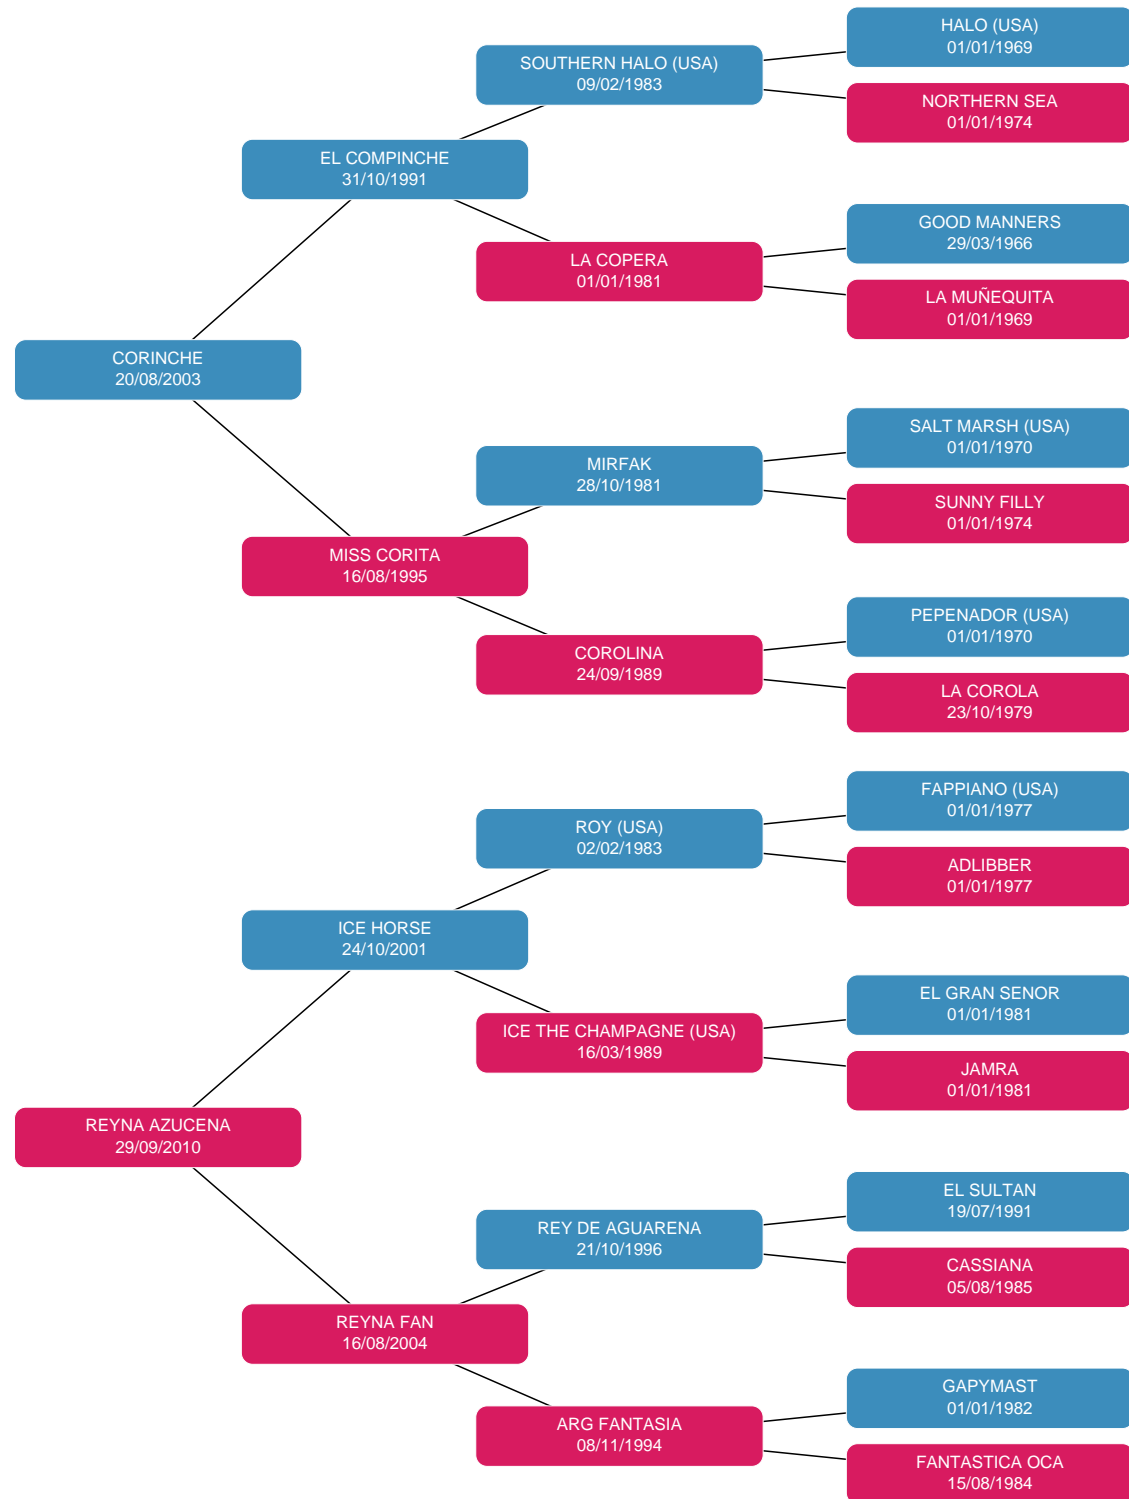 HALO (USA)
01/01/1969
SOUTHERN HALO (USA)
09/02/1983
NORTHERN SEA
01/01/1974
EL COMPINCHE
31/10/1991
GOOD MANNERS
29/03/1966
LA COPERA
01/01/1981
LA MUÑEQUITA
01/01/1969
CORINCHE
20/08/2003
SALT MARSH (USA)
01/01/1970
MIRFAK
28/10/1981
SUNNY FILLY
01/01/1974
MISS CORITA
16/08/1995
PEPENADOR (USA)
01/01/1970
COROLINA
24/09/1989
LA COROLA
23/10/1979
FAPPIANO (USA)
01/01/1977
ROY (USA)
02/02/1983
ADLIBBER
01/01/1977
ICE HORSE
24/10/2001
EL GRAN SENOR
01/01/1981
ICE THE CHAMPAGNE (USA)
16/03/1989
JAMRA
01/01/1981
REYNA AZUCENA
29/09/2010
EL SULTAN
19/07/1991
REY DE AGUARENA
21/10/1996
CASSIANA
05/08/1985
REYNA FAN
16/08/2004
GAPYMAST
01/01/1982
ARG FANTASIA
08/11/1994
FANTASTICA OCA
15/08/1984